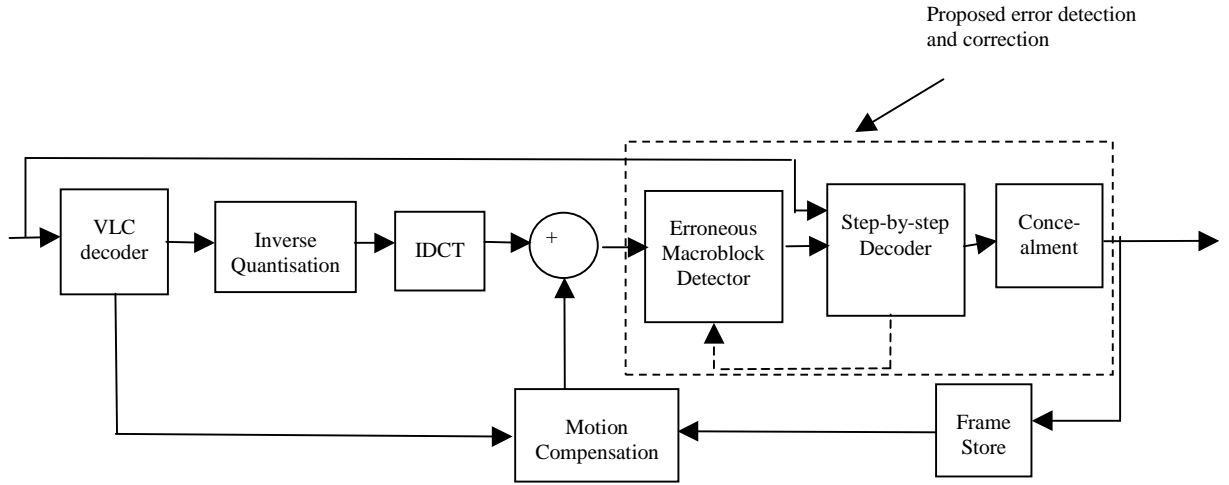 Proposed error detection
and correction
VLC
decoder
Inverse
Quantisation
IDCT
+
Erroneous
Macroblock
Detector
Step-by-step
Decoder
Conce-
alment
Motion
Compensation
Frame
Store